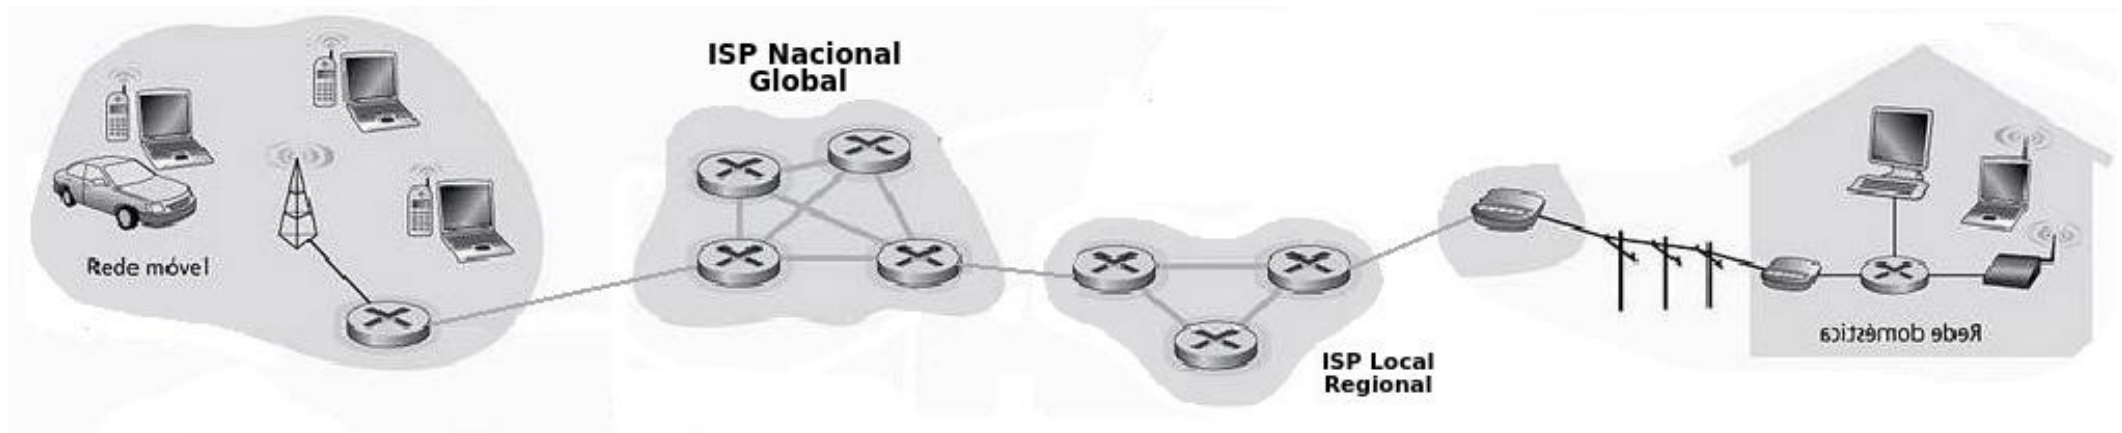 ISP Nacional
Global
Rede móvel
ISP Local
Regional
Rede doméstica